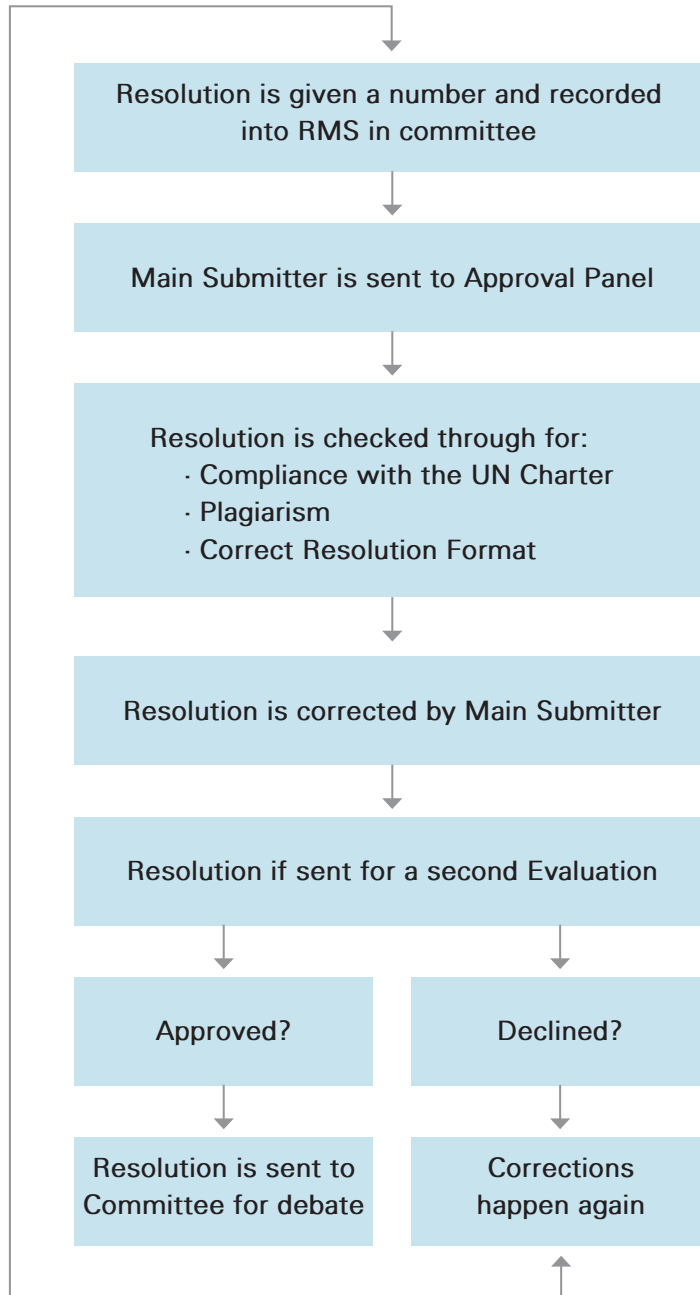 Resolution is given a number and recorded
into RMS in committee
Main Submitter is sent to Approval Panel
Resolution is checked through for:
· Compliance with the UN Charter
· Plagiarism
· Correct Resolution Format
Resolution is corrected by Main Submitter
Resolution if sent for a second Evaluation
Approved?
Declined?
Resolution is sent to
Committee for debate
Corrections
happen again